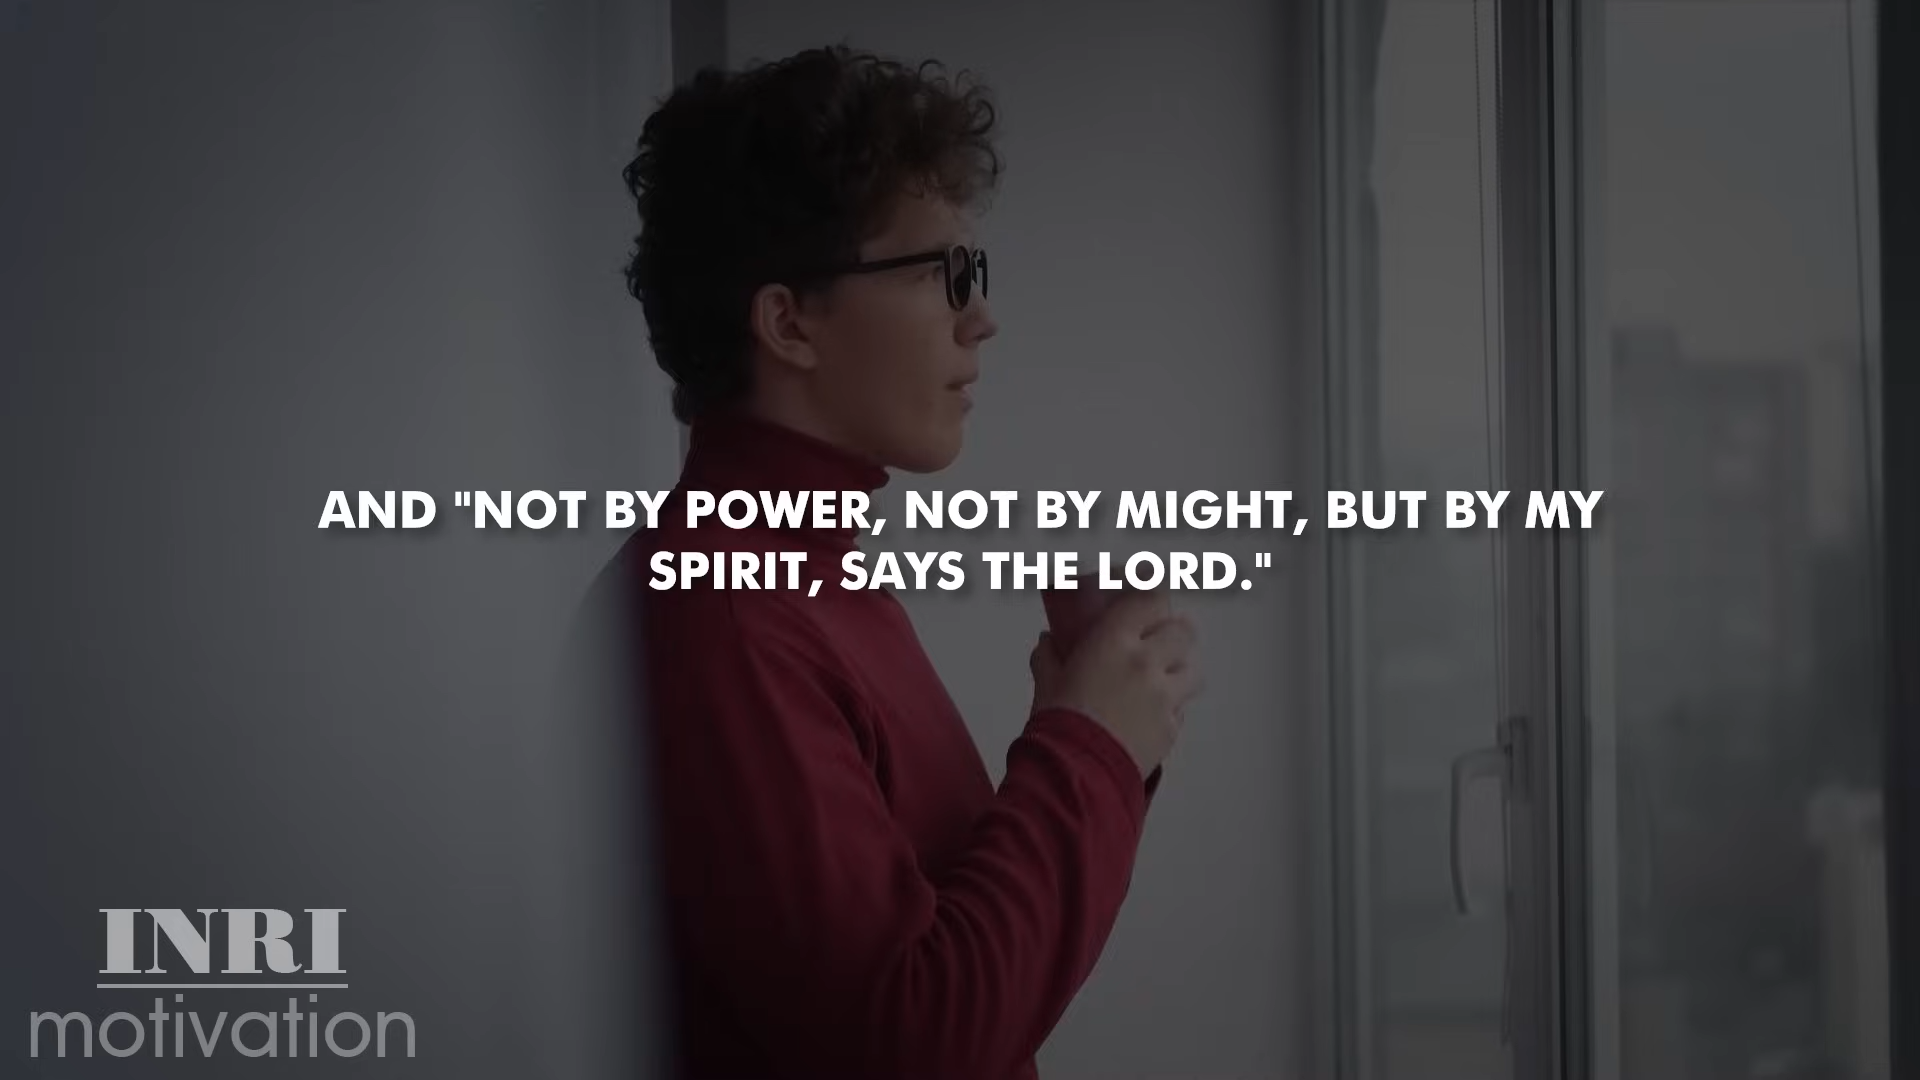 AND "NOT BY POWER, NOT BY MIGHT, BUT BY MY
SPIRIT, SAYS THE LORD."
INRI
motivation